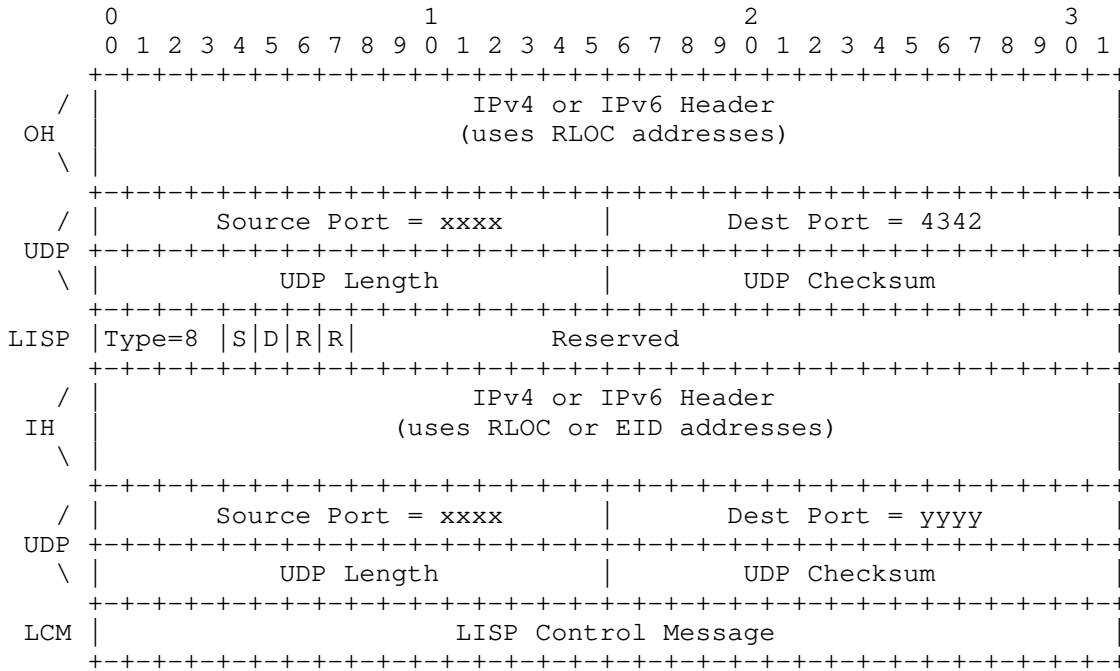 0                   1                   2                   3
0 1 2 3 4 5 6 7 8 9 0 1 2 3 4 5 6 7 8 9 0 1 2 3 4 5 6 7 8 9 0 1
+-+-+-+-+-+-+-+-+-+-+-+-+-+-+-+-+-+-+-+-+-+-+-+-+-+-+-+-+-+-+-+-+
/ |                       IPv4 or IPv6 Header                     |
OH |                      (uses RLOC addresses)                    |
\ |                                                               |
+-+-+-+-+-+-+-+-+-+-+-+-+-+-+-+-+-+-+-+-+-+-+-+-+-+-+-+-+-+-+-+-+
/ |       Source Port = xxxx      |       Dest Port = 4342        |
UDP +-+-+-+-+-+-+-+-+-+-+-+-+-+-+-+-+-+-+-+-+-+-+-+-+-+-+-+-+-+-+-+-+
\ |           UDP Length          |        UDP Checksum           |
+-+-+-+-+-+-+-+-+-+-+-+-+-+-+-+-+-+-+-+-+-+-+-+-+-+-+-+-+-+-+-+-+
LISP |Type=8 |S|D|R|R|            Reserved                           |
+-+-+-+-+-+-+-+-+-+-+-+-+-+-+-+-+-+-+-+-+-+-+-+-+-+-+-+-+-+-+-+-+
/ |                       IPv4 or IPv6 Header                     |
IH |                  (uses RLOC or EID addresses)                 |
\ |                                                               |
+-+-+-+-+-+-+-+-+-+-+-+-+-+-+-+-+-+-+-+-+-+-+-+-+-+-+-+-+-+-+-+-+
/ |       Source Port = xxxx      |       Dest Port = yyyy        |
UDP +-+-+-+-+-+-+-+-+-+-+-+-+-+-+-+-+-+-+-+-+-+-+-+-+-+-+-+-+-+-+-+-+
\ |           UDP Length          |        UDP Checksum           |
+-+-+-+-+-+-+-+-+-+-+-+-+-+-+-+-+-+-+-+-+-+-+-+-+-+-+-+-+-+-+-+-+
LCM |                      LISP Control Message                     |
+-+-+-+-+-+-+-+-+-+-+-+-+-+-+-+-+-+-+-+-+-+-+-+-+-+-+-+-+-+-+-+-+